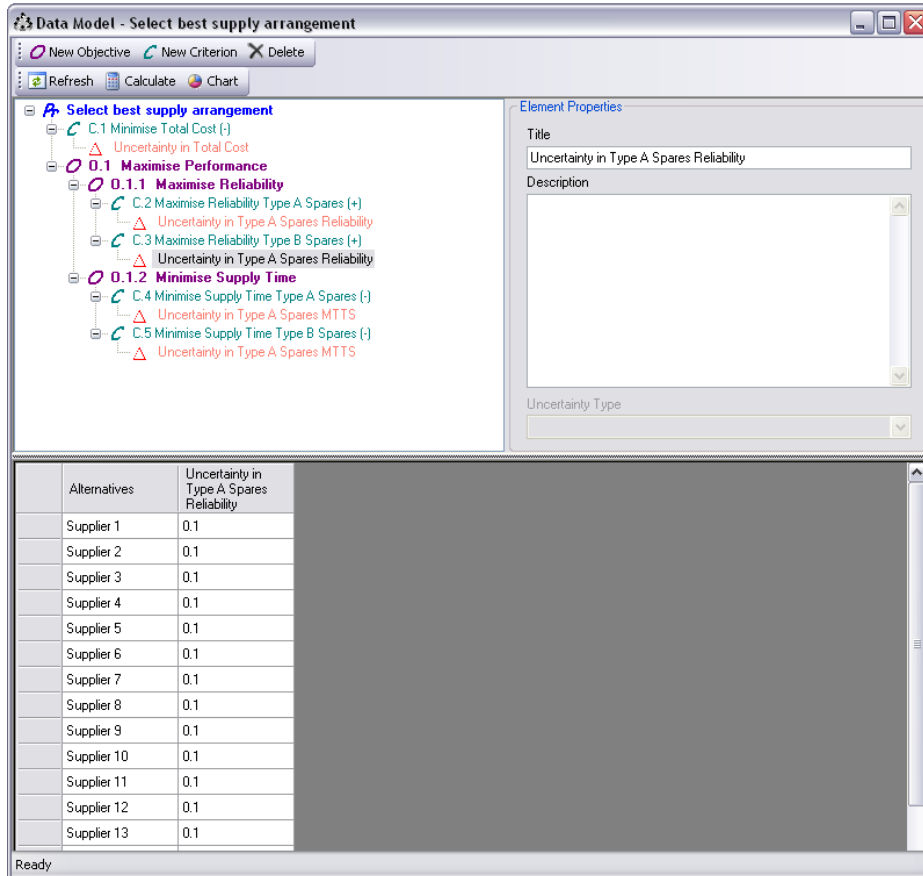 Data Model - Select best supply arrangement
New Objective New Criterion Delete
Refresh Calculate Chart
Select best supply arrangement
C.1 Minimise Total Cost (-)
Uncertainty in Total Cost
O.1 Maximise Performance
O.1.1 Maximise Reliability
C.2 Maximise Reliability Type A Spares (+)
Uncertainty in Type A Spares Reliability
C.3 Maximise Reliability Type B Spares (+)
Uncertainty in Type A Spares Reliability
O.1.2 Minimise Supply Time
C.4 Minimise Supply Time Type A Spares (-)
Uncertainty in Type A Spares MTTS
C.5 Minimise Supply Time Type B Spares (-)
Uncertainty in Type A Spares MTTS
Element Properties
Title
Uncertainty in Type A Spares Reliability
Description
Uncertainty Type
Alternatives
Uncertainty in
Type A Spares
Reliability
Supplier 1 0.1
Supplier 2 0.1
Supplier 3 0.1
Supplier 4 0.1
Supplier 5 0.1
Supplier 6 0.1
Supplier 7 0.1
Supplier 8 0.1
Supplier 9 0.1
Supplier 10 0.1
Supplier 11 0.1
Supplier 12 0.1
Supplier 13 0.1
Ready